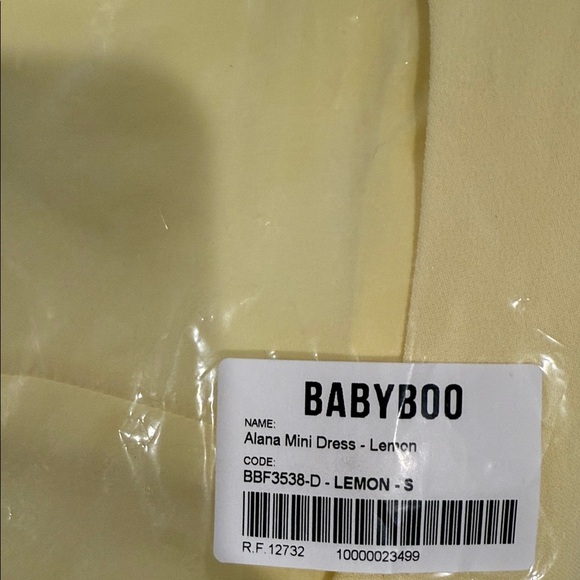 BABYBOO
NAME:
Alana Mini Dress - Lemon
CODE:
BBF3538-D - LEMON - S
R.F.12732 10000023499